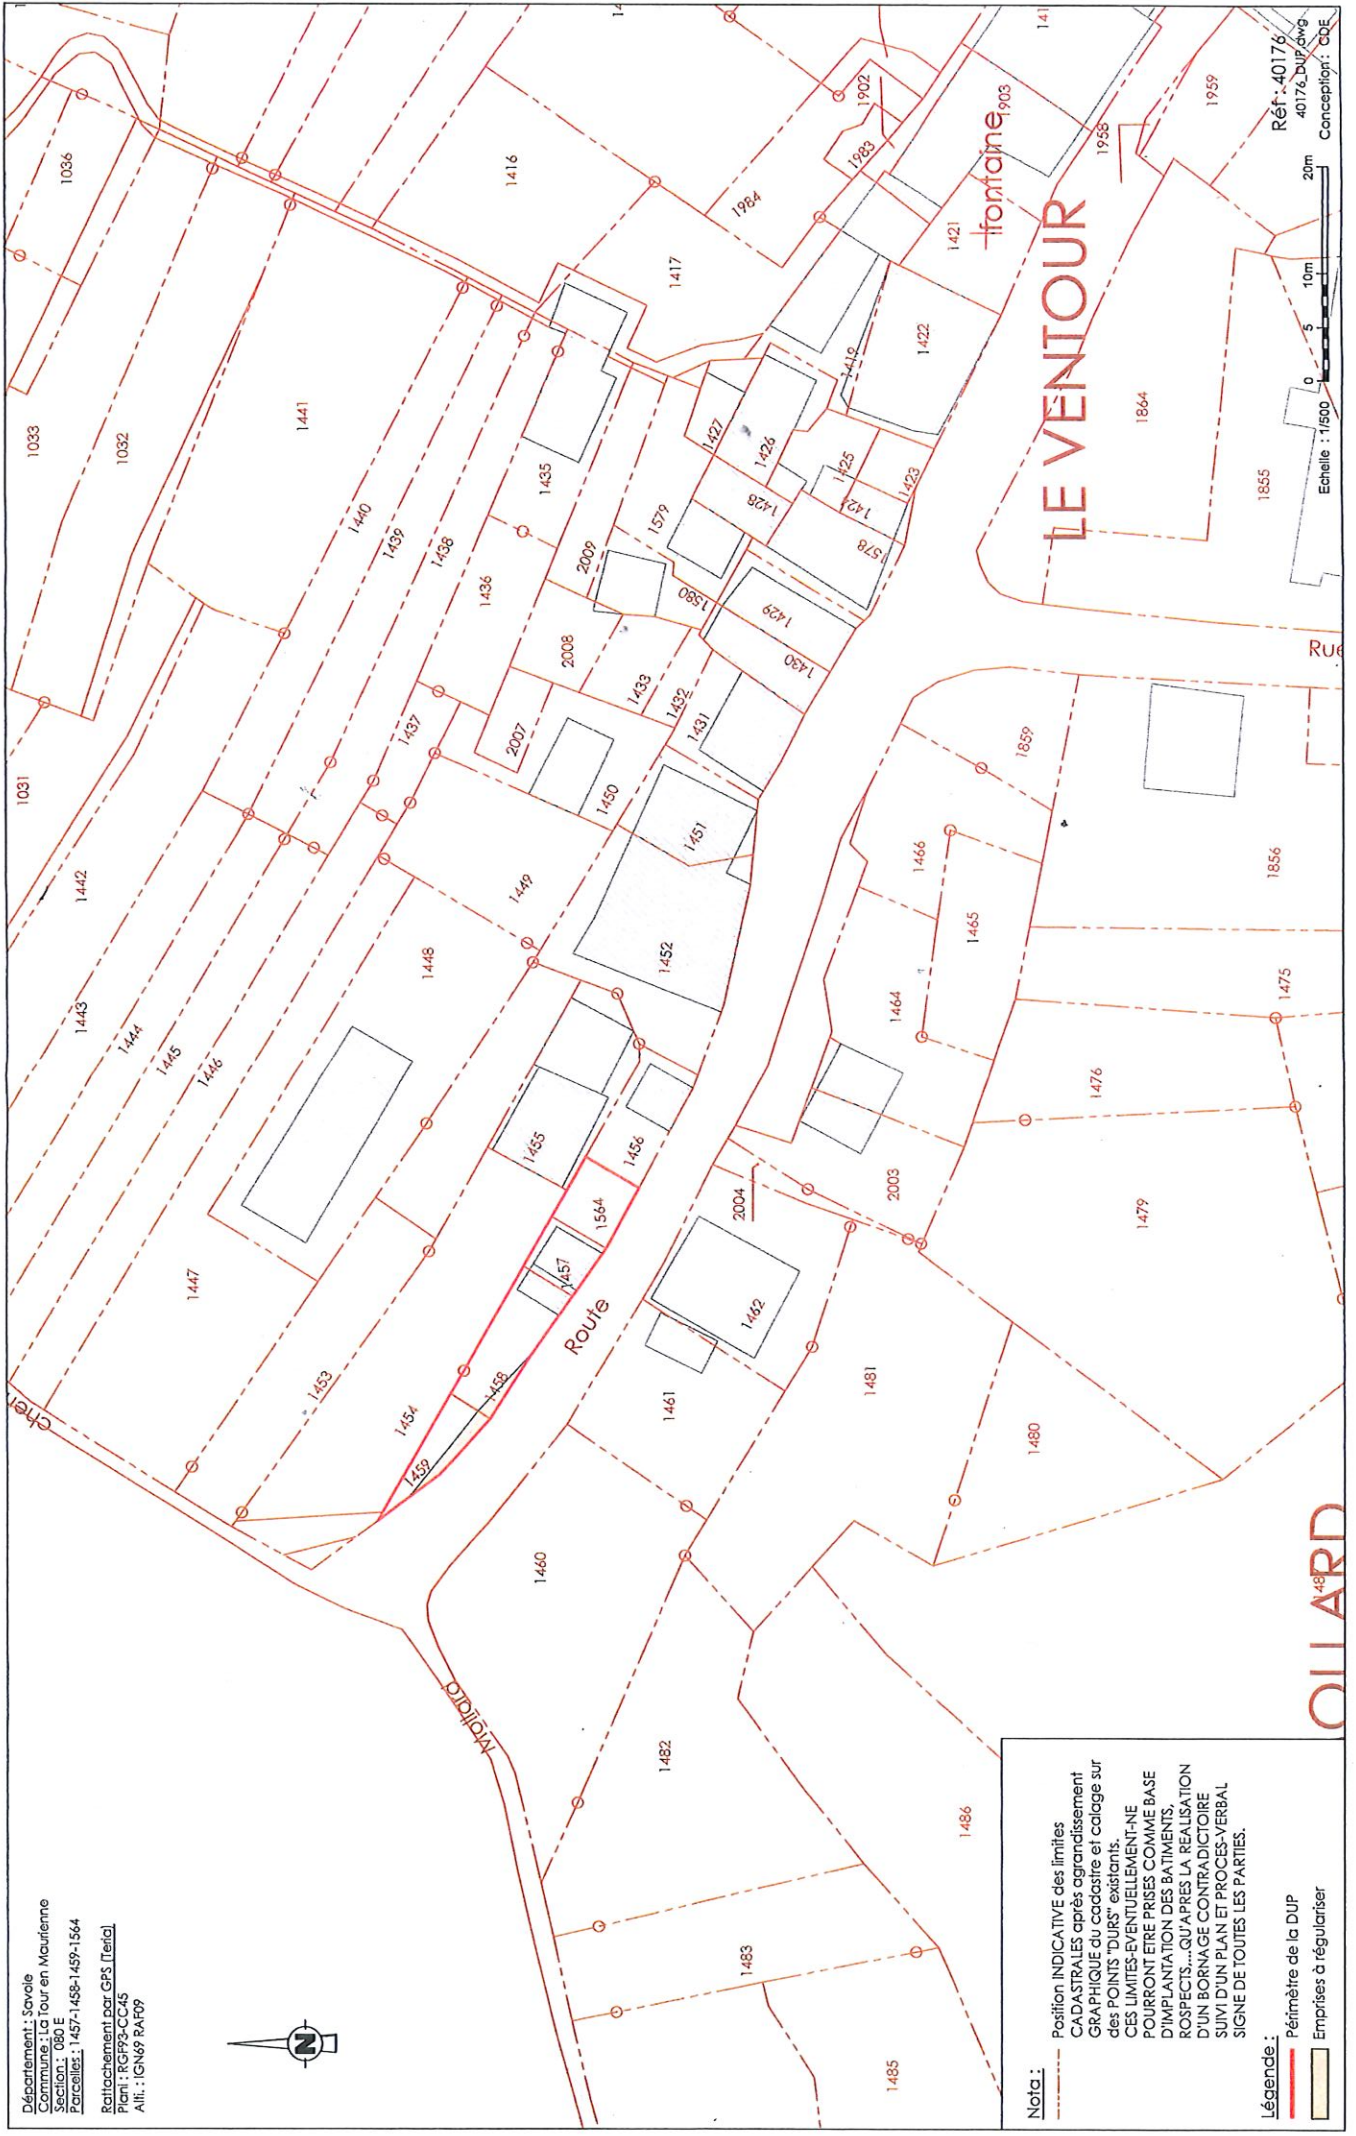 Département : Savoie
Commune : La Tour en Maurienne
Section : 080 E
Parcelles : 1457-1458-1459-1564
Rattachement par GPS (Teria)
Plani : RGF93-CC45
Alti. : IGN69 RAF09
N
Nota :
Position INDICATIVE des limites
CADASTRALES après agrandissement
GRAPHIQUE du cadastre et calage sur
des POINTS "DURS" existants.
CES LIMITES-EVENTUELLEMENT-NE
POURRONT ETRE PRISES COMME BASE
D'IMPLANTATION DES BATIMENTS,
ROSPECTS...QU'APRES LA REALISATION
D'UN BORNAGE CONTRADICTOIRE
SUIVI D'UN PLAN ET PROCES-VERBAL
SIGNE DE TOUTES LES PARTIES.
Légende :
Périmètre de la DUP
Emprises à régulariser
1031
1033
1032
1036
1442
1443
1444
1445
1446
1441
1440
1439
1438
1437
1436
1435
1416
1417
1984
1983
1902
1903
1421
1422
1419
fontaine
1958
1959
LE VENTOUR
1447
1448
1449
1450
2007
2008
2009
1579
1580
1427
1426
1428
1425
1423
1578
1429
1430
1431
1432
1433
1451
1452
1453
1454
1455
1456
1564
1457
1458
1459
Route
1460
1461
1462
2004
2003
1464
1465
1466
1859
1864
1855
1856
1475
1476
1479
1480
1481
1482
1483
1485
1486
Mollard
Réf : 40176
40176_DUP.dwg
Conception : CDE
Echelle : 1/500
0 5 10m 20m